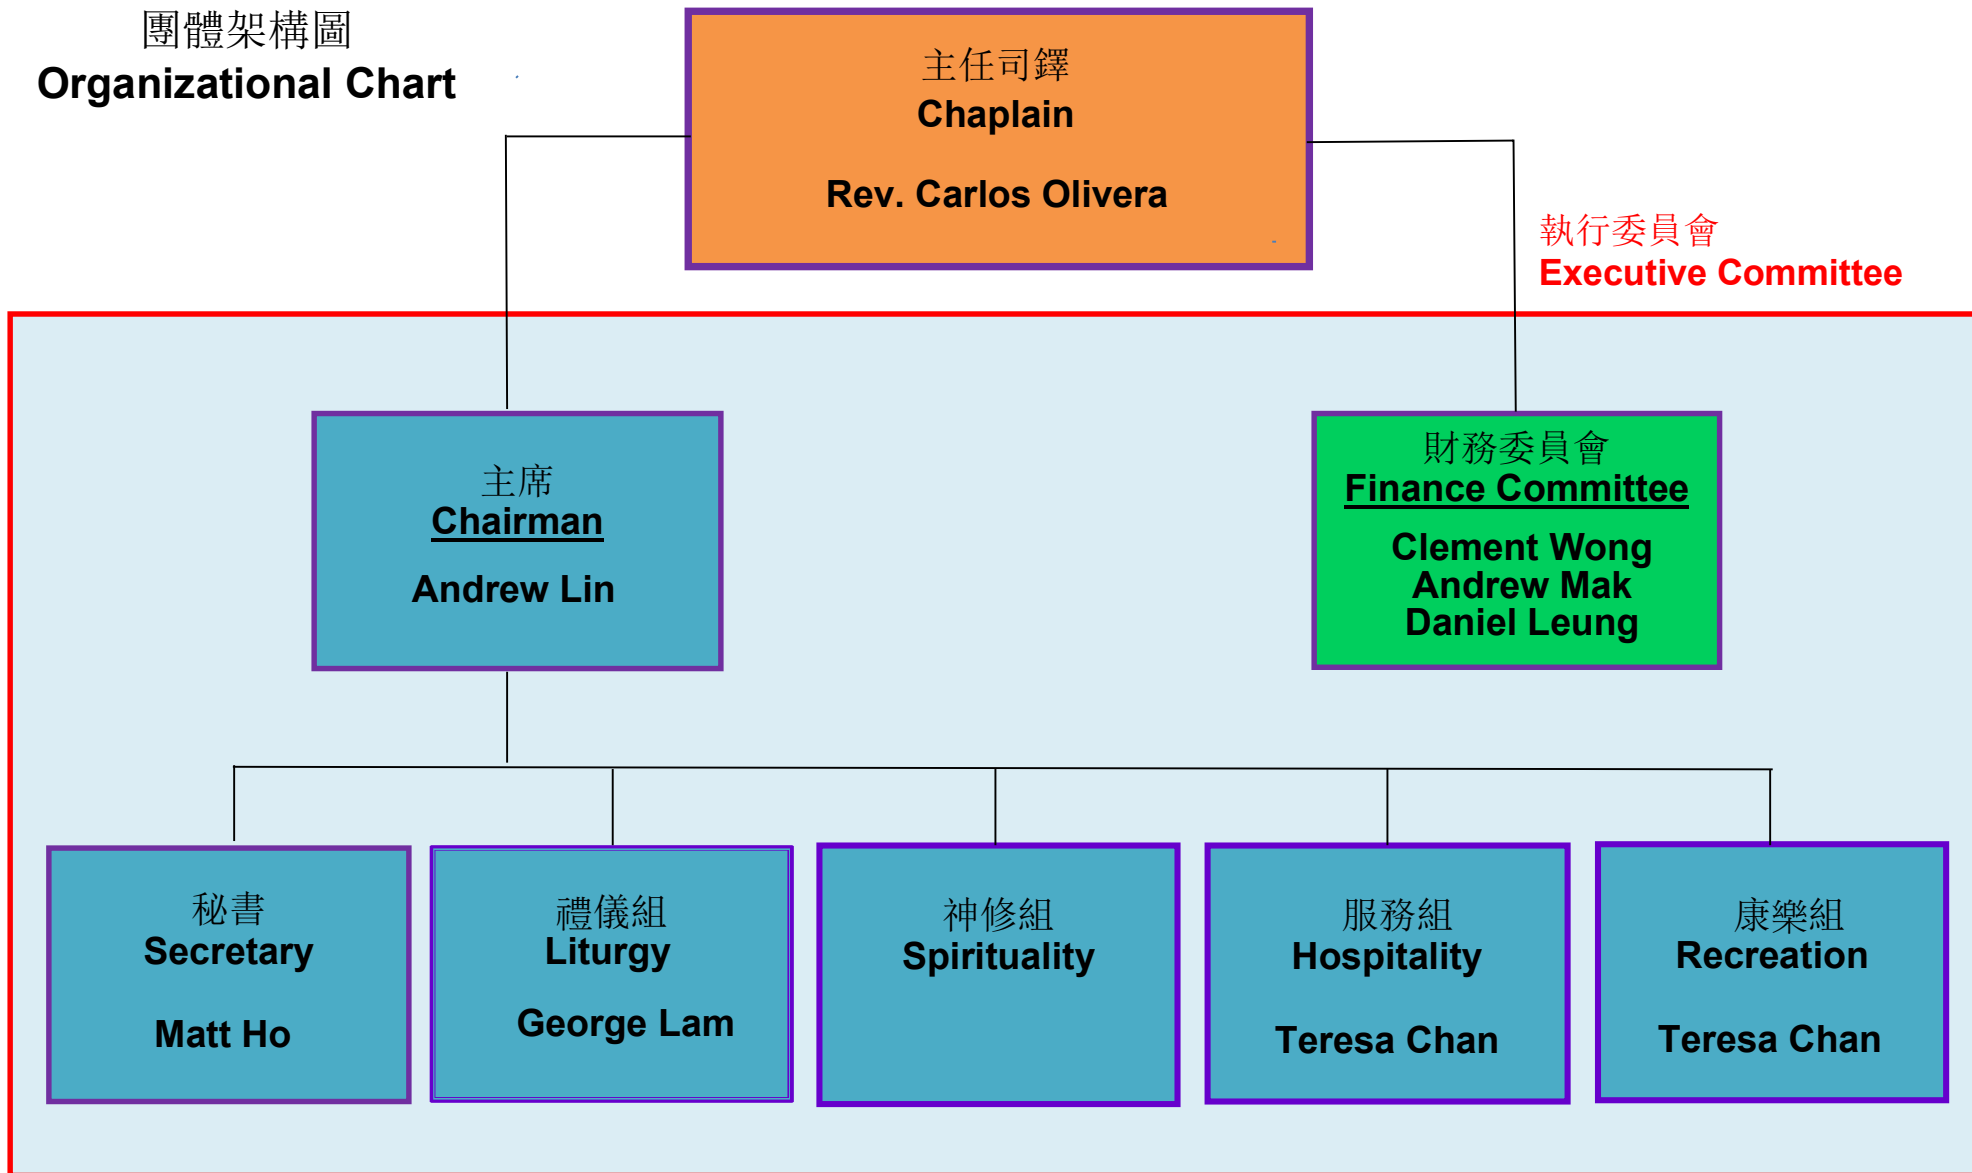 團體架構圖
Organizational Chart
主任司鐸
Chaplain
Rev. Carlos Olivera
執行委員會
Executive Committee
主席
Chairman
Andrew Lin
財務委員會
Finance Committee
Clement Wong
Andrew Mak
Daniel Leung
秘書
Secretary
Matt Ho
禮儀組
Liturgy
George Lam
神修組
Spirituality
服務組
Hospitality
Teresa Chan
康樂組
Recreation
Teresa Chan